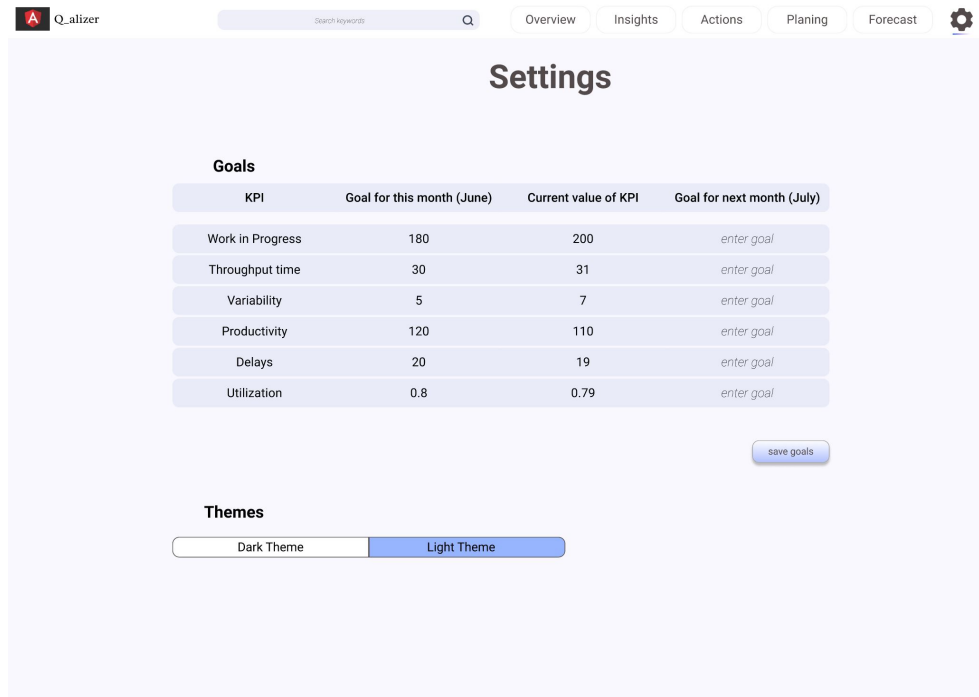 A Q_alizer Search keywords Overview Insights Actions Planing Forecast
Settings
Goals
KPI Goal for this month (June) Current value of KPI Goal for next month (July)
Work in Progress 180 200 enter goal
Throughput time 30 31 enter goal
Variability 5 7 enter goal
Productivity 120 110 enter goal
Delays 20 19 enter goal
Utilization 0.8 0.79 enter goal
save goals
Themes
Dark Theme Light Theme